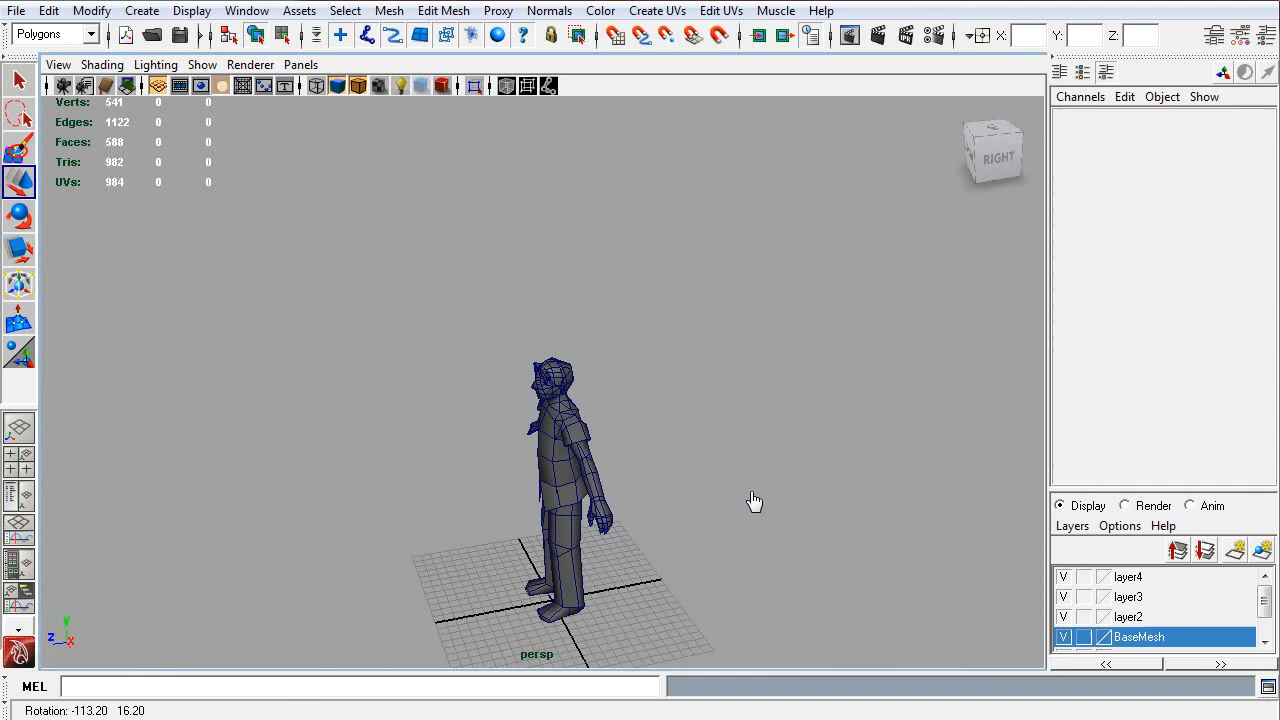 File Edit Modify Create Display Window Assets Select Mesh Edit Mesh Proxy Normals Color Create UVs Edit UVs Muscle Help
Polygons X: Y: Z:
View Shading Lighting Show Renderer Panels
Channels Edit Object Show
Verts: 541 0 0
Edges: 1122 0 0
Faces: 588 0 0
Tris: 982 0 0
UVs: 984 0 0
RIGHT
Display Render Anim
Layers Options Help
V layer4
V layer3
V layer2
V BaseMesh
y
z x
persp
<< >>
MEL
Rotation: -113.20 16.20